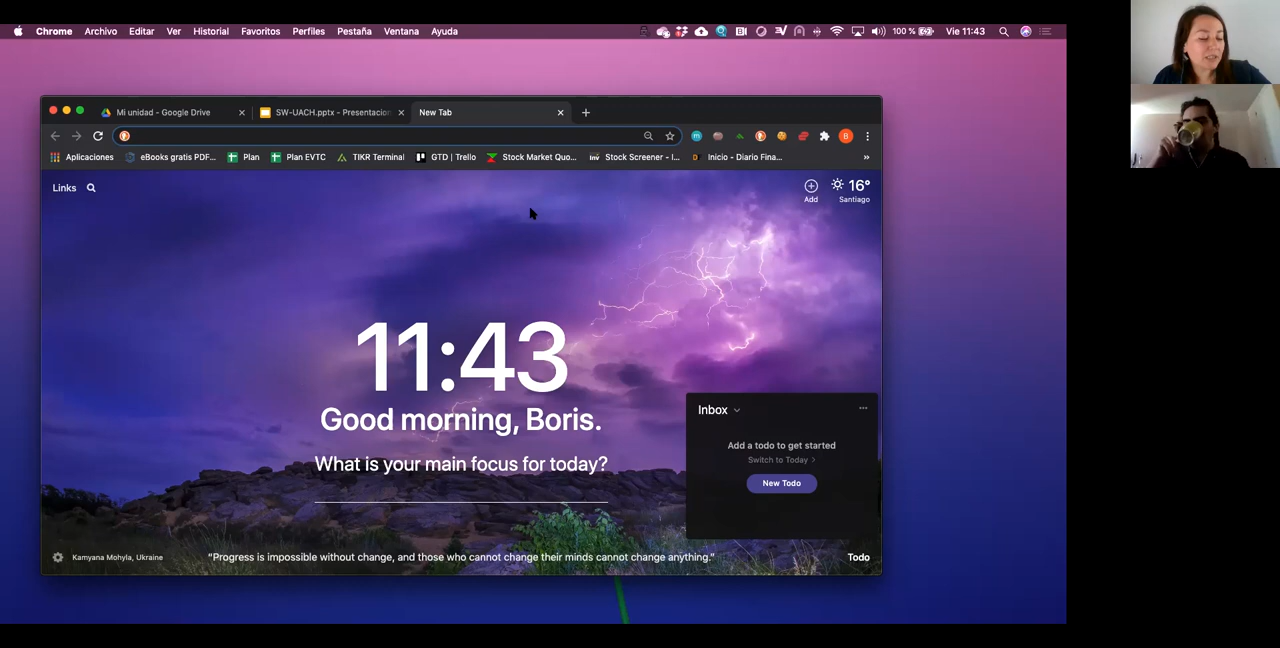 Chrome Archivo Editar Ver Historial Favoritos Perfiles Pestaña Ventana Ayuda 100 % Vie 11:43
Mi unidad - Google Drive SW-UACH.pptx - Presentacion New Tab
Aplicaciones eBooks gratis PDF... Plan Plan EVTC TIKR Terminal GTD | Trello Stock Market Quo... Stock Screener - I... Inicio - Diario Fina... »
Links Add 16° Santiago
11:43
Good morning, Boris.
What is your main focus for today?
Inbox
Add a todo to get started
Switch to Today
New Todo
Kamyana Mohyla, Ukraine “Progress is impossible without change, and those who cannot change their minds cannot change anything.” Todo